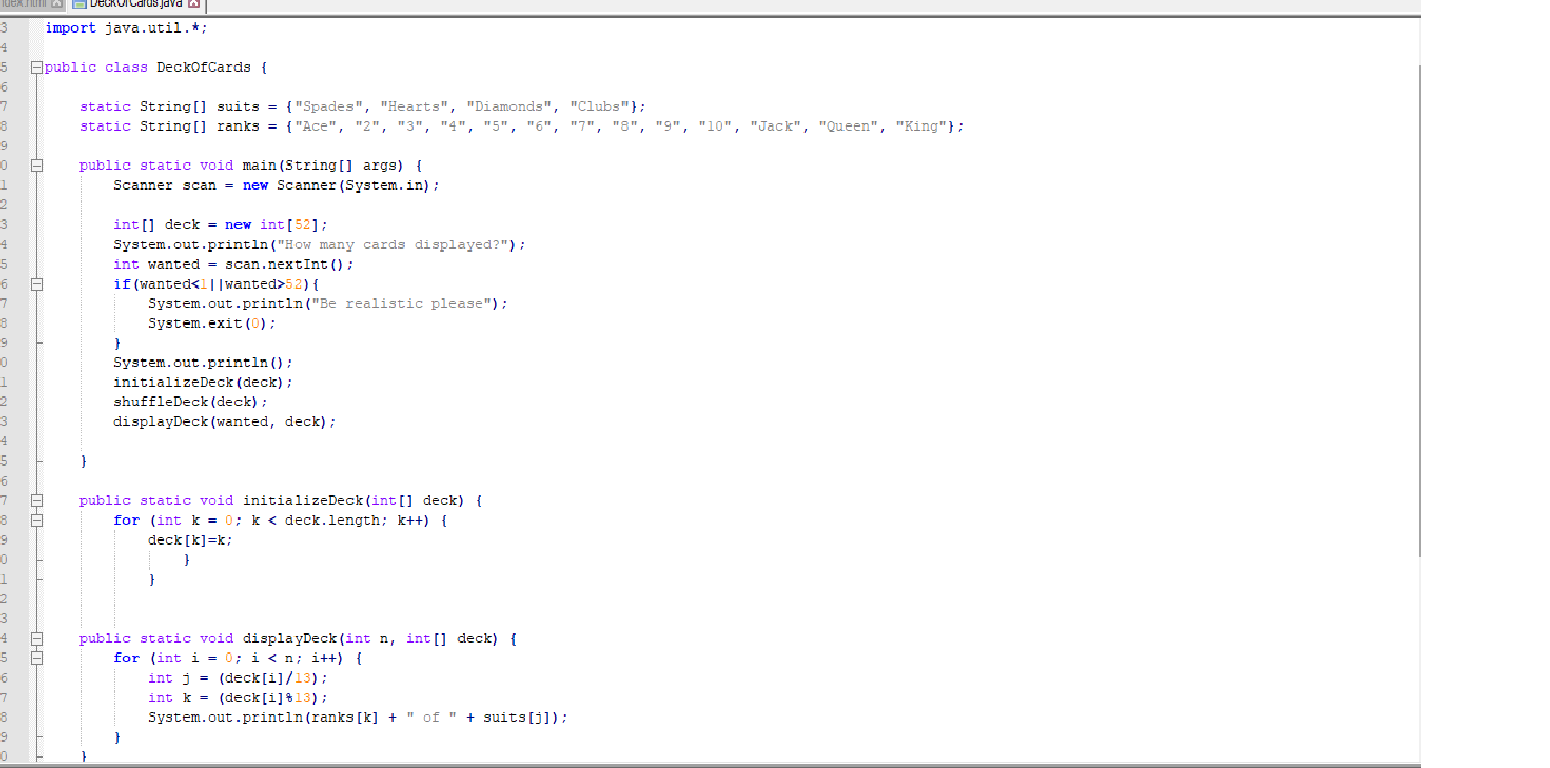 DeckOfCards.java
3 import java.util.*;
4
5 public class DeckOfCards {
6
7 static String[] suits = {"Spades", "Hearts", "Diamonds", "Clubs"};
8 static String[] ranks = {"Ace", "2", "3", "4", "5", "6", "7", "8", "9", "10", "Jack", "Queen", "King"};
9
0 public static void main(String[] args) {
1 Scanner scan = new Scanner(System.in);
2
3 int[] deck = new int[52];
4 System.out.println("How many cards displayed?");
5 int wanted = scan.nextInt();
6 if(wanted<1||wanted>52){
7 System.out.println("Be realistic please");
8 System.exit(0);
9 }
0 System.out.println();
1 initializeDeck(deck);
2 shuffleDeck(deck);
3 displayDeck(wanted, deck);
4
5 }
6
7 public static void initializeDeck(int[] deck) {
8 for (int k = 0; k < deck.length; k++) {
9 deck[k]=k;
0 }
1 }
2
3
4 public static void displayDeck(int n, int[] deck) {
5 for (int i = 0; i < n; i++) {
6 int j = (deck[i]/13);
7 int k = (deck[i]%13);
8 System.out.println(ranks[k] + " of " + suits[j]);
9 }
0 }